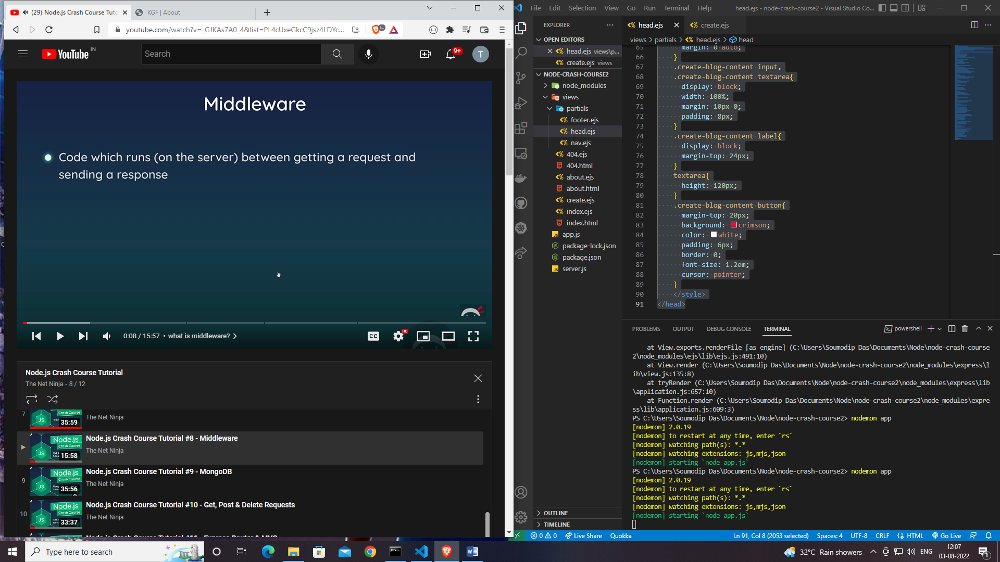 (29) Node.js Crash Course Tuto
KGF | About
youtube.com/watch?v=_GJKAs7A0_4&list=PL4cUxeGkcC9jsz4LDYc...
YouTube IN
Search
9+
T
Middleware
Code which runs (on the server) between getting a request and
sending a response
0:08 / 15:57 • what is middleware?
CC
HD
Node.js Crash Course Tutorial
The Net Ninja - 8 / 12
7
35:59
The Net Ninja
Node.js Crash Course Tutorial #8 - Middleware
The Net Ninja
15:58
9
Node.js Crash Course Tutorial #9 - MongoDB
The Net Ninja
35:56
10
Node.js Crash Course Tutorial #10 - Get, Post & Delete Requests
The Net Ninja
33:37
Node.js Crash Course Tutorial #11 - Express Router & MVC
File Edit Selection View Go Run Terminal Help
head.ejs - node-crash-course2 - Visual Studio Co...
EXPLORER
OPEN EDITORS
head.ejs views\p...
create.ejs views
NODE-CRASH-COURSE2
node_modules
views
partials
footer.ejs
head.ejs
nav.ejs
404.ejs
404.html
about.ejs
about.html
create.ejs
index.ejs
index.html
app.js
package-lock.json
package.json
server.js
OUTLINE
TIMELINE
head.ejs
create.ejs
views > partials > head.ejs > head
65 margin: 0 auto;
66 }
67 .create-blog-content input,
68 .create-blog-content textarea{
69 display: block;
70 width: 100%;
71 margin: 10px 0;
72 padding: 8px;
73 }
74 .create-blog-content label{
75 display: block;
76 margin-top: 24px;
77 }
78 textarea{
79 height: 120px;
80 }
81 .create-blog-content button{
82 margin-top: 20px;
83 background: crimson;
84 color: white;
85 padding: 6px;
86 border: 0;
87 font-size: 1.2em;
88 cursor: pointer;
89 }
90 </style>
91 </head>
PROBLEMS OUTPUT DEBUG CONSOLE TERMINAL
powershell
at View.exports.renderFile [as engine] (C:\Users\Soumodip Das\Documents\Node\node-crash-course
2\node_modules\ejs\lib\ejs.js:491:10)
at View.render (C:\Users\Soumodip Das\Documents\Node\node-crash-course2\node_modules\express\l
ib\view.js:135:8)
at tryRender (C:\Users\Soumodip Das\Documents\Node\node-crash-course2\node_modules\express\lib
\application.js:657:10)
at Function.render (C:\Users\Soumodip Das\Documents\Node\node-crash-course2\node_modules\expre
ss\lib\application.js:609:3)
PS C:\Users\Soumodip Das\Documents\Node\node-crash-course2> nodemon app
[nodemon] 2.0.19
[nodemon] to restart at any time, enter `rs`
[nodemon] watching path(s): *.*
[nodemon] watching extensions: js,mjs,json
[nodemon] starting `node app.js`
PS C:\Users\Soumodip Das\Documents\Node\node-crash-course2> nodemon app
[nodemon] 2.0.19
[nodemon] to restart at any time, enter `rs`
[nodemon] watching path(s): *.*
[nodemon] watching extensions: js,mjs,json
[nodemon] starting `node app.js`
0 0 Live Share Quokka
Ln 91, Col 8 (2053 selected) Spaces: 4 UTF-8 CRLF HTML Go Live
Type here to search
32°C Rain showers
ENG
12:07
03-08-2022
1